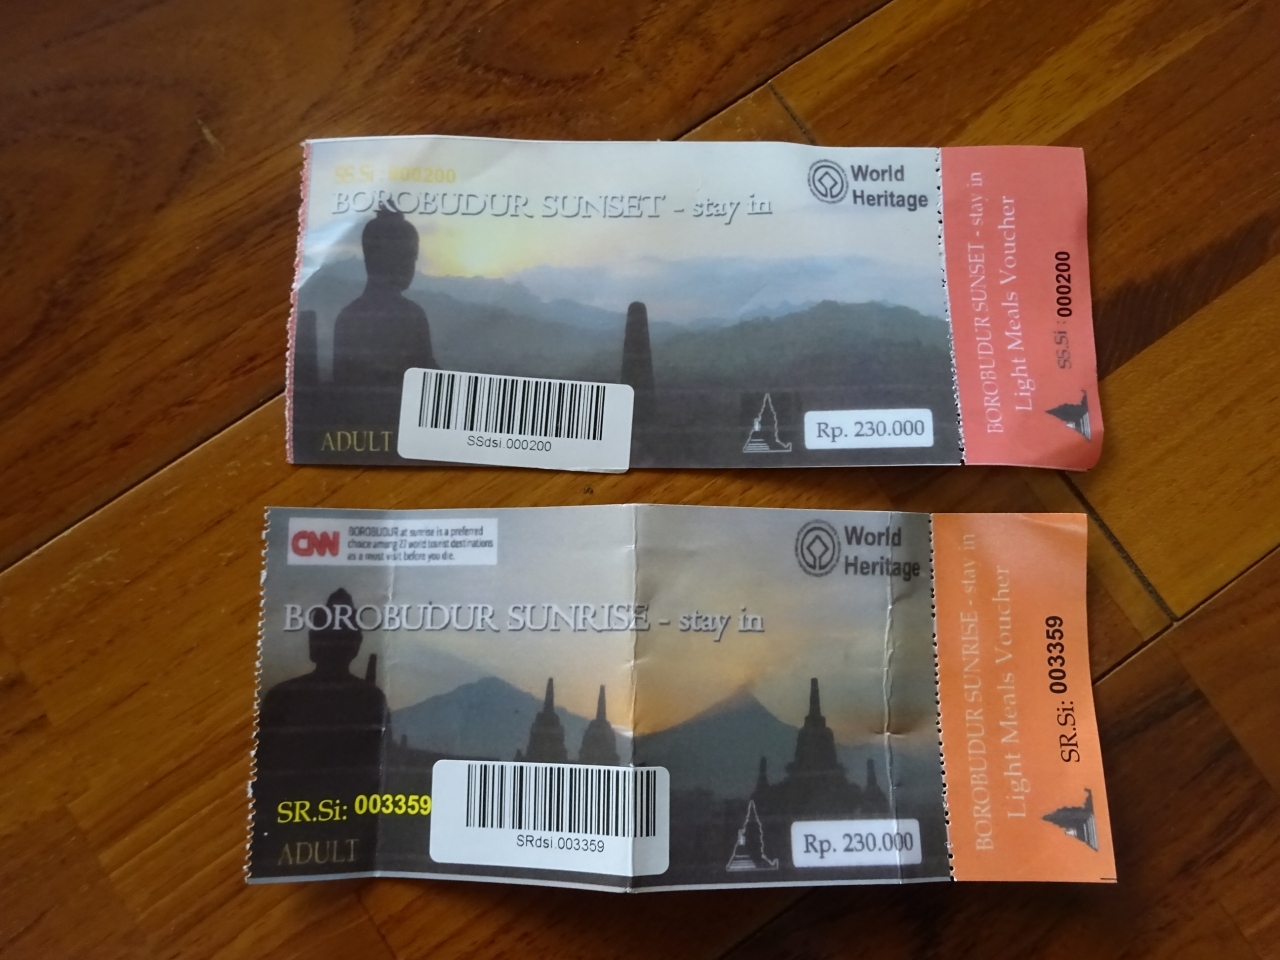 SS.Si : 000200
BOROBUDUR SUNSET - stay in
World
Heritage
ADULT
SSdsi 000200
Rp. 230.000
BOROBUDUR SUNSET - stay in
Light Meals Voucher
SS.Si : 000200
CNN
BOROBUDUR at sunrise is a preferred
choice among 27 world tourist destinations
as a must visit before you die.
World
Heritage
BOROBUDUR SUNRISE - stay in
SR.Si: 003359
ADULT
SRdsi 003359
Rp. 230.000
BOROBUDUR SUNRISE - stay in
Light Meals Voucher
SR.Si: 003359